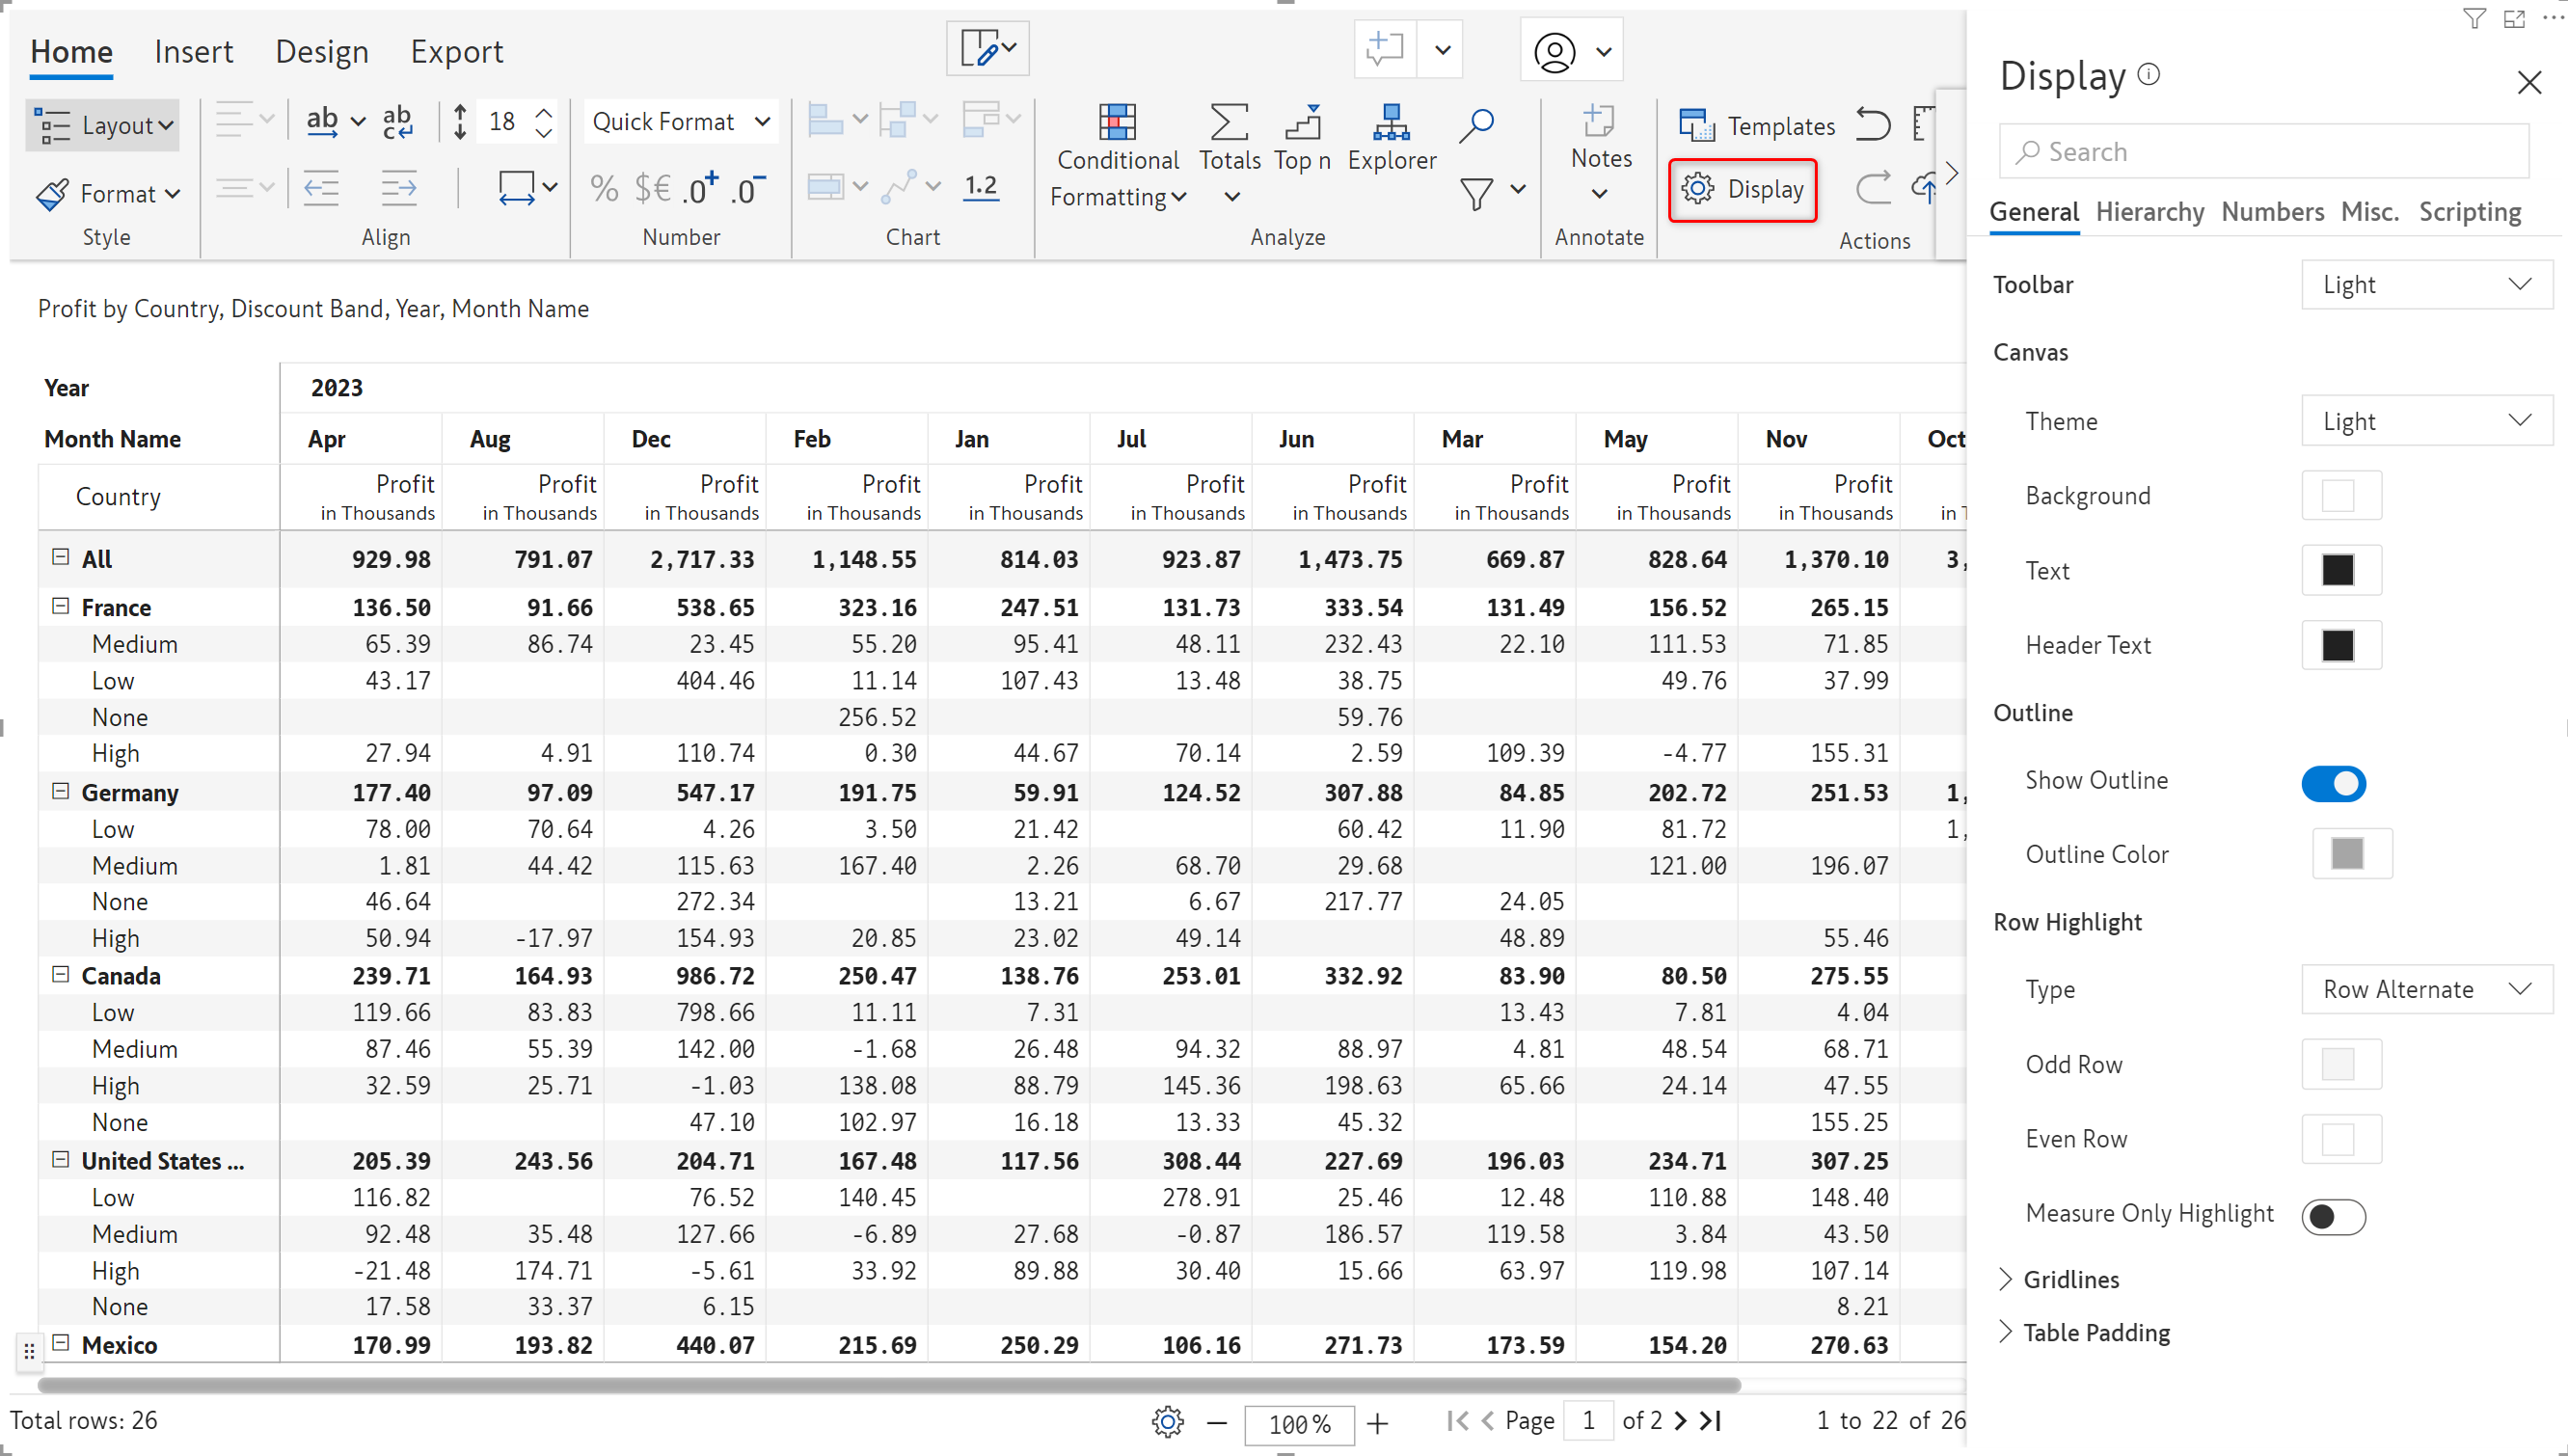 Home Insert Design Export
Layout
ab
ab
c
18
Quick Format
Format
% $€ .0+ .0-
1.2
Conditional
Formatting
Totals
Top n
Explorer
Notes
Templates
Display
Style
Align
Number
Chart
Analyze
Annotate
Actions
Profit by Country, Discount Band, Year, Month Name
Year 2023
Month Name Apr Aug Dec Feb Jan Jul Jun Mar May Nov Oct
Country Profit Profit Profit Profit Profit Profit Profit Profit Profit Profit
in Thousands in Thousands in Thousands in Thousands in Thousands in Thousands in Thousands in Thousands in Thousands in Thousands in
All 929.98 791.07 2,717.33 1,148.55 814.03 923.87 1,473.75 669.87 828.64 1,370.10 3,
France 136.50 91.66 538.65 323.16 247.51 131.73 333.54 131.49 156.52 265.15
Medium 65.39 86.74 23.45 55.20 95.41 48.11 232.43 22.10 111.53 71.85
Low 43.17 404.46 11.14 107.43 13.48 38.75 49.76 37.99
None 256.52 59.76
High 27.94 4.91 110.74 0.30 44.67 70.14 2.59 109.39 -4.77 155.31
Germany 177.40 97.09 547.17 191.75 59.91 124.52 307.88 84.85 202.72 251.53 1,
Low 78.00 70.64 4.26 3.50 21.42 60.42 11.90 81.72 1,
Medium 1.81 44.42 115.63 167.40 2.26 68.70 29.68 121.00 196.07
None 46.64 272.34 13.21 6.67 217.77 24.05
High 50.94 -17.97 154.93 20.85 23.02 49.14 48.89 55.46
Canada 239.71 164.93 986.72 250.47 138.76 253.01 332.92 83.90 80.50 275.55
Low 119.66 83.83 798.66 11.11 7.31 13.43 7.81 4.04
Medium 87.46 55.39 142.00 -1.68 26.48 94.32 88.97 4.81 48.54 68.71
High 32.59 25.71 -1.03 138.08 88.79 145.36 198.63 65.66 24.14 47.55
None 47.10 102.97 16.18 13.33 45.32 155.25
United States ... 205.39 243.56 204.71 167.48 117.56 308.44 227.69 196.03 234.71 307.25
Low 116.82 76.52 140.45 278.91 25.46 12.48 110.88 148.40
Medium 92.48 35.48 127.66 -6.89 27.68 -0.87 186.57 119.58 3.84 43.50
High -21.48 174.71 -5.61 33.92 89.88 30.40 15.66 63.97 119.98 107.14
None 17.58 33.37 6.15 8.21
Mexico 170.99 193.82 440.07 215.69 250.29 106.16 271.73 173.59 154.20 270.63
Total rows: 26
100%
Page 1 of 2
1 to 22 of 26
Display
Search
General Hierarchy Numbers Misc. Scripting
Toolbar Light
Canvas
Theme Light
Background
Text
Header Text
Outline
Show Outline
Outline Color
Row Highlight
Type Row Alternate
Odd Row
Even Row
Measure Only Highlight
Gridlines
Table Padding